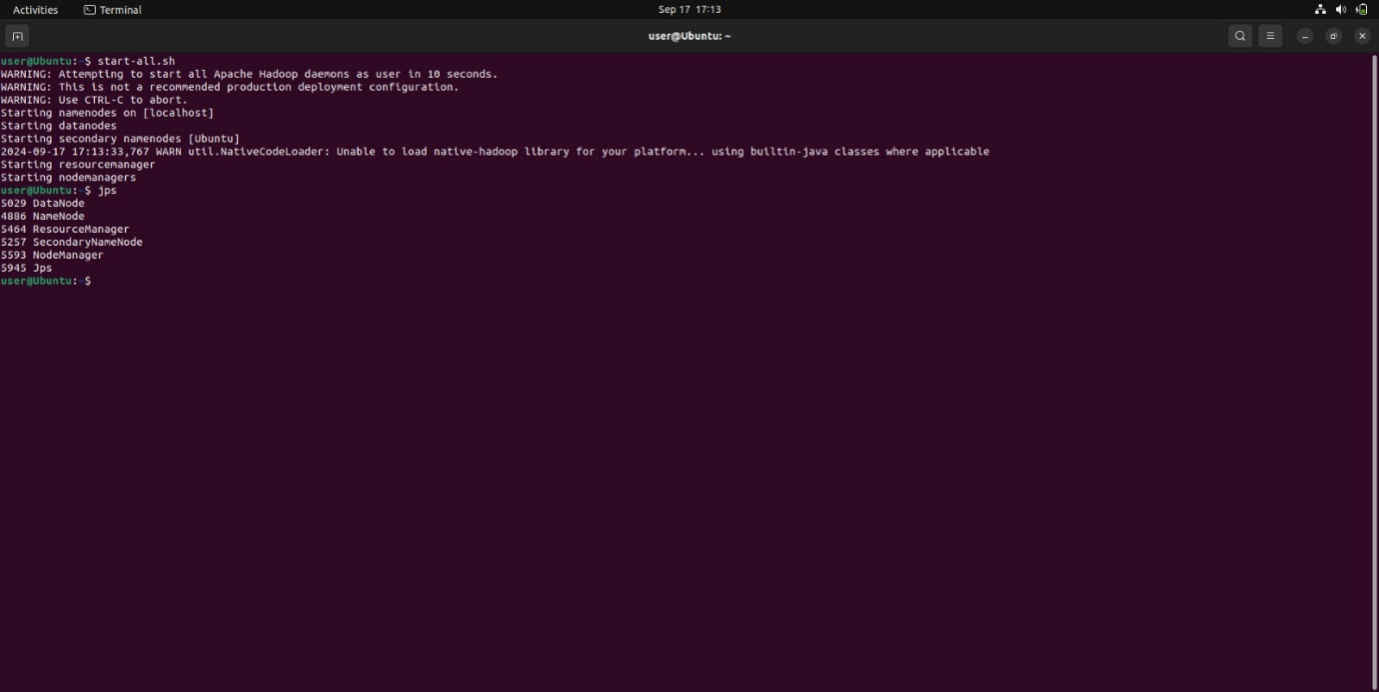 Activities Terminal Sep 17 17:13
user@Ubuntu: ~
user@Ubuntu:~$ start-all.sh
WARNING: Attempting to start all Apache Hadoop daemons as user in 10 seconds.
WARNING: This is not a recommended production deployment configuration.
WARNING: Use CTRL-C to abort.
Starting namenodes on [localhost]
Starting datanodes
Starting secondary namenodes [Ubuntu]
2024-09-17 17:13:33,767 WARN util.NativeCodeLoader: Unable to load native-hadoop library for your platform... using builtin-java classes where applicable
Starting resourcemanager
Starting nodemanagers
user@Ubuntu:~$ jps
5029 DataNode
4886 NameNode
5464 ResourceManager
5257 SecondaryNameNode
5593 NodeManager
5945 Jps
user@Ubuntu:~$